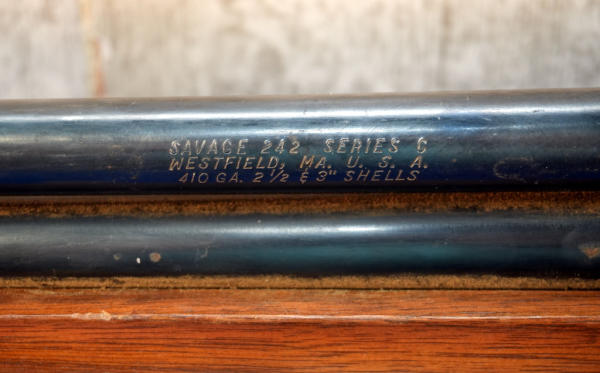 SAVAGE 242 SERIES C
WESTFIELD, MA. U. S. A.
410 GA. 2 1/2 & 3" SHELLS